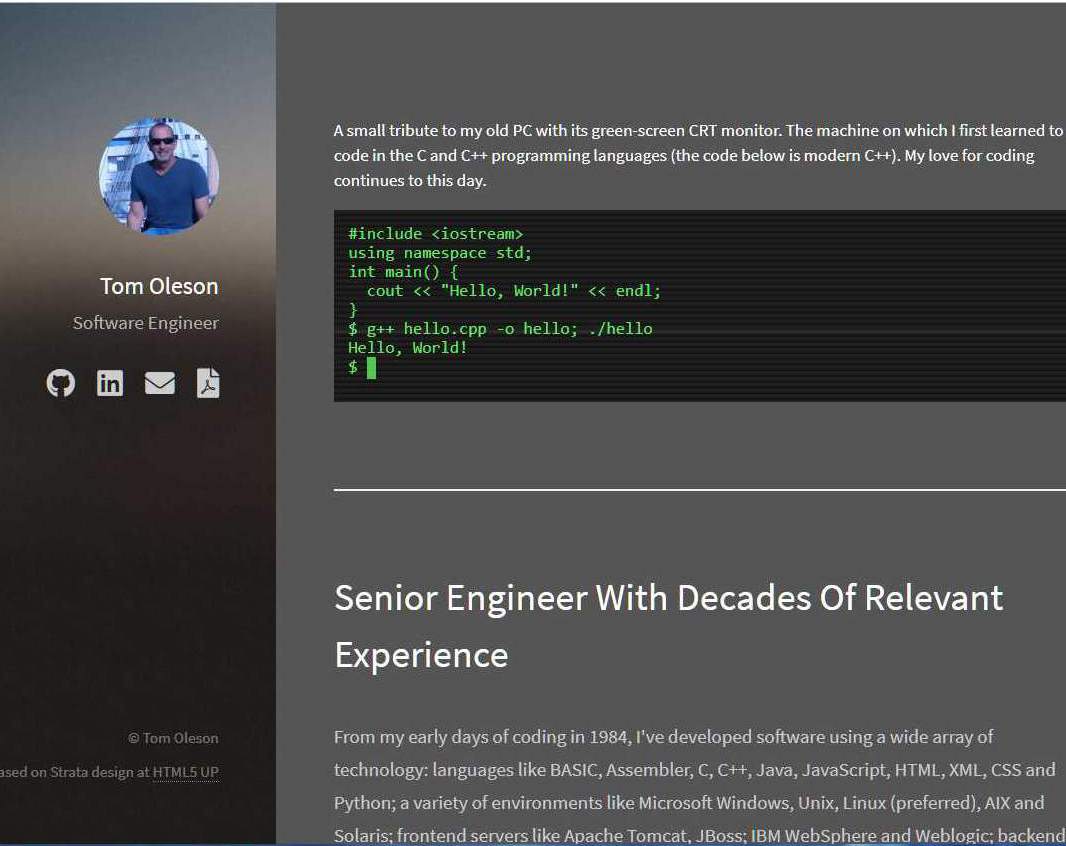 Tom Oleson
Software Engineer
© Tom Oleson
ased on Strata design at HTML5 UP
A small tribute to my old PC with its green-screen CRT monitor. The machine on which I first learned to
code in the C and C++ programming languages (the code below is modern C++). My love for coding
continues to this day.
#include <iostream>
using namespace std;
int main() {
  cout << "Hello, World!" << endl;
}
$ g++ hello.cpp -o hello; ./hello
Hello, World!
$
Senior Engineer With Decades Of Relevant
Experience
From my early days of coding in 1984, I've developed software using a wide array of
technology: languages like BASIC, Assembler, C, C++, Java, JavaScript, HTML, XML, CSS and
Python; a variety of environments like Microsoft Windows, Unix, Linux (preferred), AIX and
Solaris; frontend servers like Apache Tomcat, JBoss; IBM WebSphere and Weblogic; backend